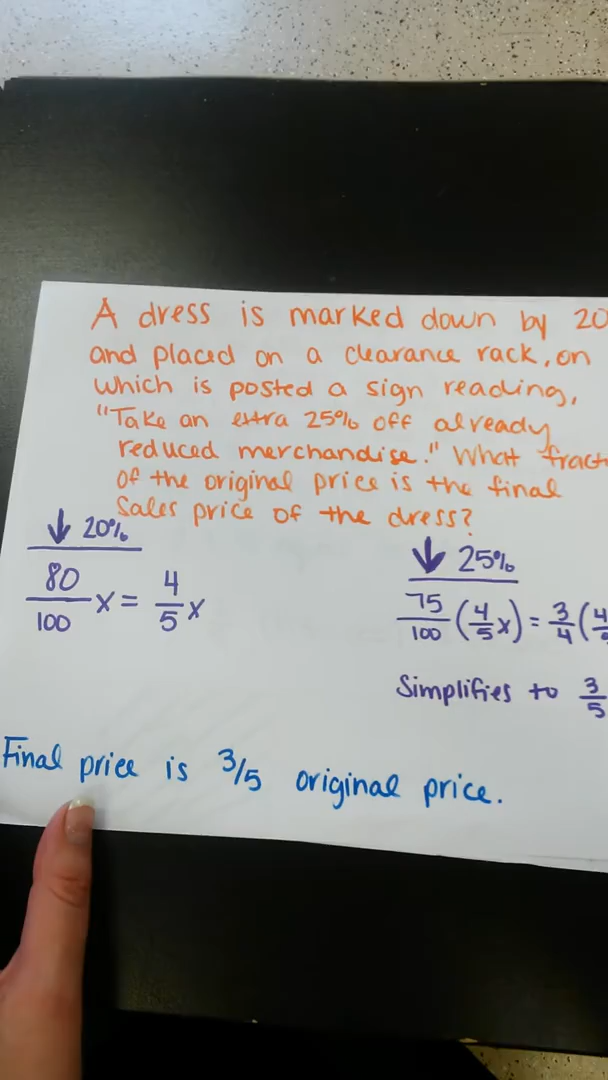 A dress is marked down by 20
and placed on a clearance rack, on
which is posted a sign reading,
"Take an extra 25% off already
reduced merchandise." What fract
of the original price is the final
sales price of the dress?
↓ 20%
80/100 x = 4/5 x
↓ 25%
75/100 (4/5 x) = 3/4 (4/5
Simplifies to 3/5
Final price is 3/5 original price.